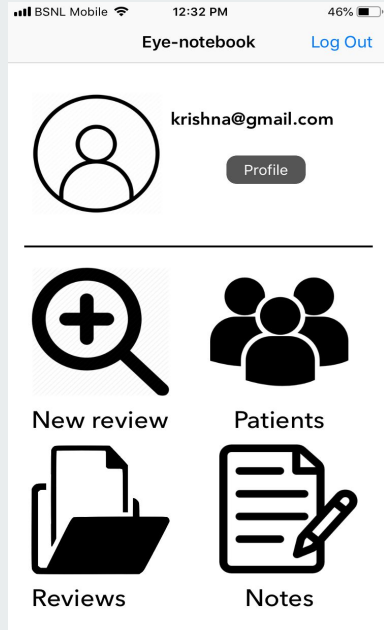 BSNL Mobile 12:32 PM 46%
Eye-notebook Log Out
krishna@gmail.com
Profile
New review Patients
Reviews Notes